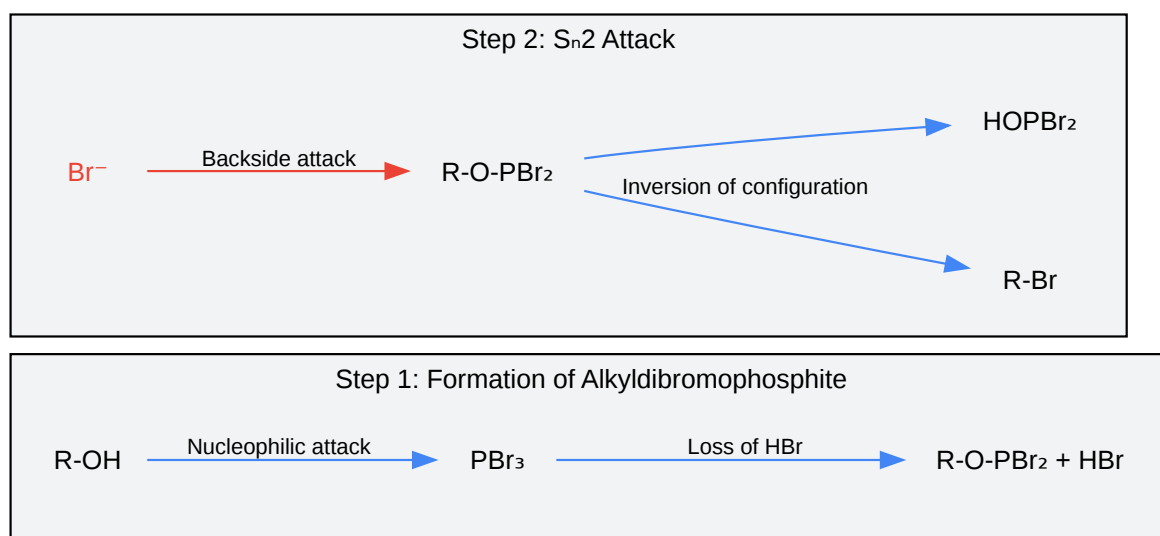 Step 2: Sₙ2 Attack
HOPBr₂
Br⁻
Backside attack
R-O-PBr₂
Inversion of configuration
R-Br
Step 1: Formation of Alkyldibromophosphite
R-OH
Nucleophilic attack
PBr₃
Loss of HBr
R-O-PBr₂ + HBr